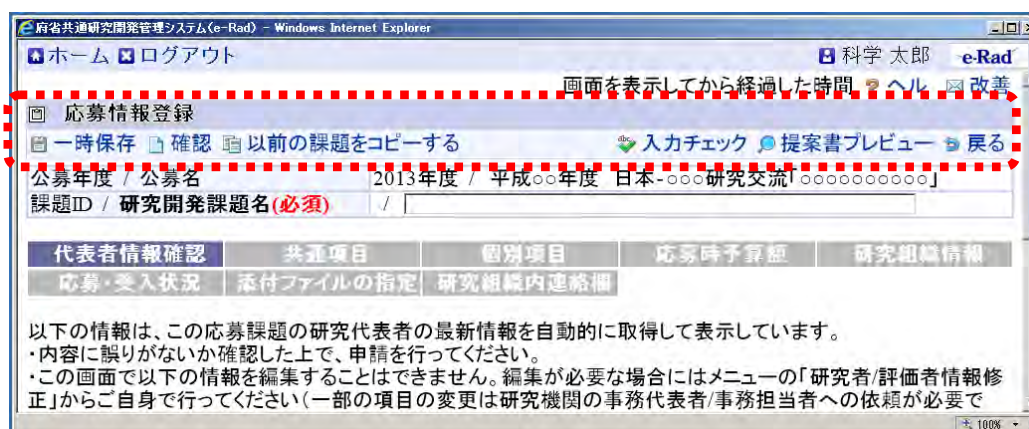 府省共通研究開発管理システム(e-Rad) - Windows Internet Explorer
ホーム ログアウト 科学 太郎 e-Rad
画面を表示してから経過した時間 ヘル 改善
応募情報登録
一時保存 確認 以前の課題をコピーする 入力チェック 提案書プレビュー 戻る
公募年度 / 公募名 2013年度 / 平成○○年度 日本-○○○研究交流「○○○○○○○○○○」
課題ID / 研究開発課題名(必須) /
代表者情報確認 共通項目 個別項目 応募時予算額 研究組織情報
応募・受入状況 添付ファイルの指定 研究組織内連絡欄
以下の情報は、この応募課題の研究代表者の最新情報を自動的に取得して表示しています。
・内容に誤りがないか確認した上で、申請を行ってください。
・この画面で以下の情報を編集することはできません。編集が必要な場合にはメニューの「研究者/評価者情報修
正」からご自身で行ってください(一部の項目の変更は研究機関の事務代表者/事務担当者への依頼が必要で
100%